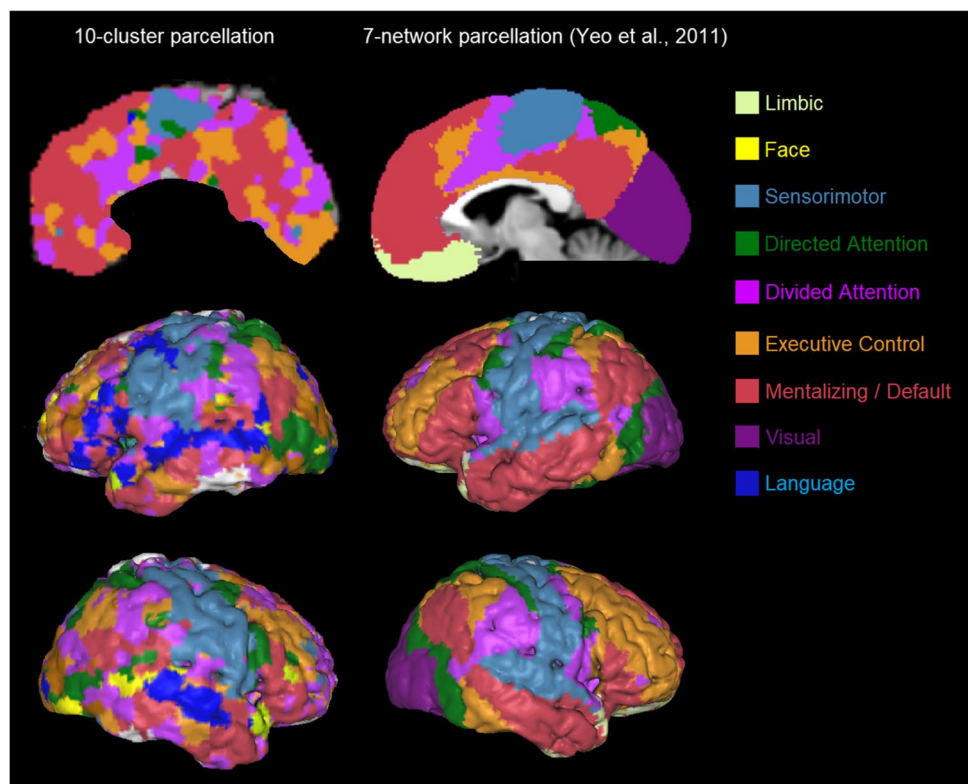 10-cluster parcellation
7-network parcellation (Yeo et al., 2011)
Limbic
Face
Sensorimotor
Directed Attention
Divided Attention
Executive Control
Mentalizing / Default
Visual
Language